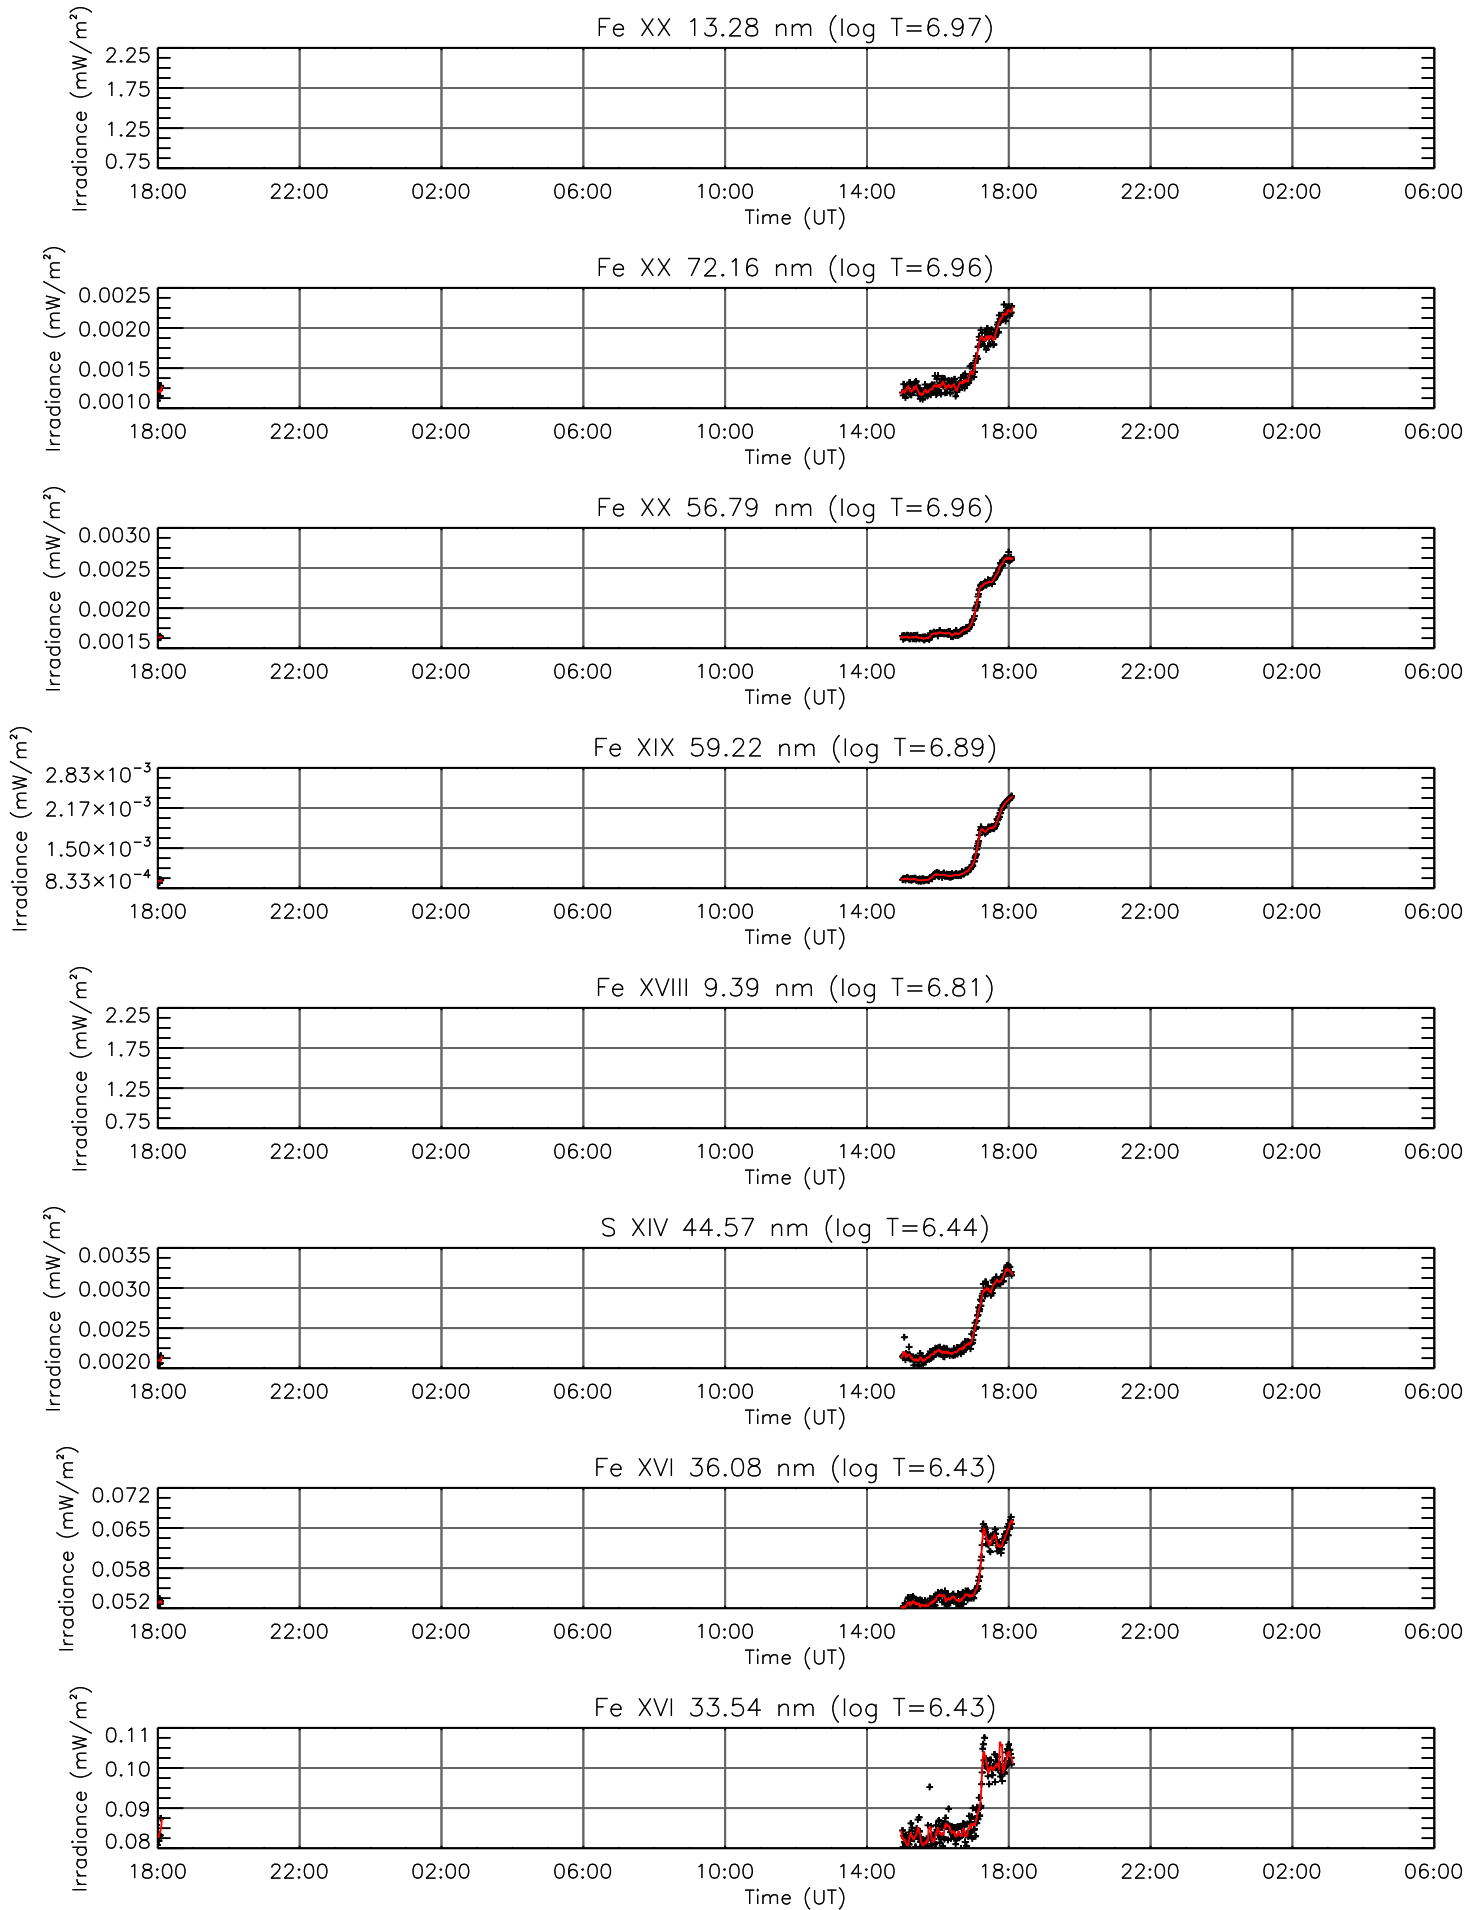 Fe XX 13.28 nm (log T=6.97)
Irradiance (mW/m²)
2.25
1.75
1.25
0.75
18:00 22:00 02:00 06:00 10:00 14:00 18:00 22:00 02:00 06:00
Time (UT)
Fe XX 72.16 nm (log T=6.96)
Irradiance (mW/m²)
0.0025
0.0020
0.0015
0.0010
18:00 22:00 02:00 06:00 10:00 14:00 18:00 22:00 02:00 06:00
Time (UT)
Fe XX 56.79 nm (log T=6.96)
Irradiance (mW/m²)
0.0030
0.0025
0.0020
0.0015
18:00 22:00 02:00 06:00 10:00 14:00 18:00 22:00 02:00 06:00
Time (UT)
Fe XIX 59.22 nm (log T=6.89)
Irradiance (mW/m²)
2.83×10⁻³
2.17×10⁻³
1.50×10⁻³
8.33×10⁻⁴
18:00 22:00 02:00 06:00 10:00 14:00 18:00 22:00 02:00 06:00
Time (UT)
Fe XVIII 9.39 nm (log T=6.81)
Irradiance (mW/m²)
2.25
1.75
1.25
0.75
18:00 22:00 02:00 06:00 10:00 14:00 18:00 22:00 02:00 06:00
Time (UT)
S XIV 44.57 nm (log T=6.44)
Irradiance (mW/m²)
0.0035
0.0030
0.0025
0.0020
18:00 22:00 02:00 06:00 10:00 14:00 18:00 22:00 02:00 06:00
Time (UT)
Fe XVI 36.08 nm (log T=6.43)
Irradiance (mW/m²)
0.072
0.065
0.058
0.052
18:00 22:00 02:00 06:00 10:00 14:00 18:00 22:00 02:00 06:00
Time (UT)
Fe XVI 33.54 nm (log T=6.43)
Irradiance (mW/m²)
0.11
0.10
0.09
0.08
18:00 22:00 02:00 06:00 10:00 14:00 18:00 22:00 02:00 06:00
Time (UT)